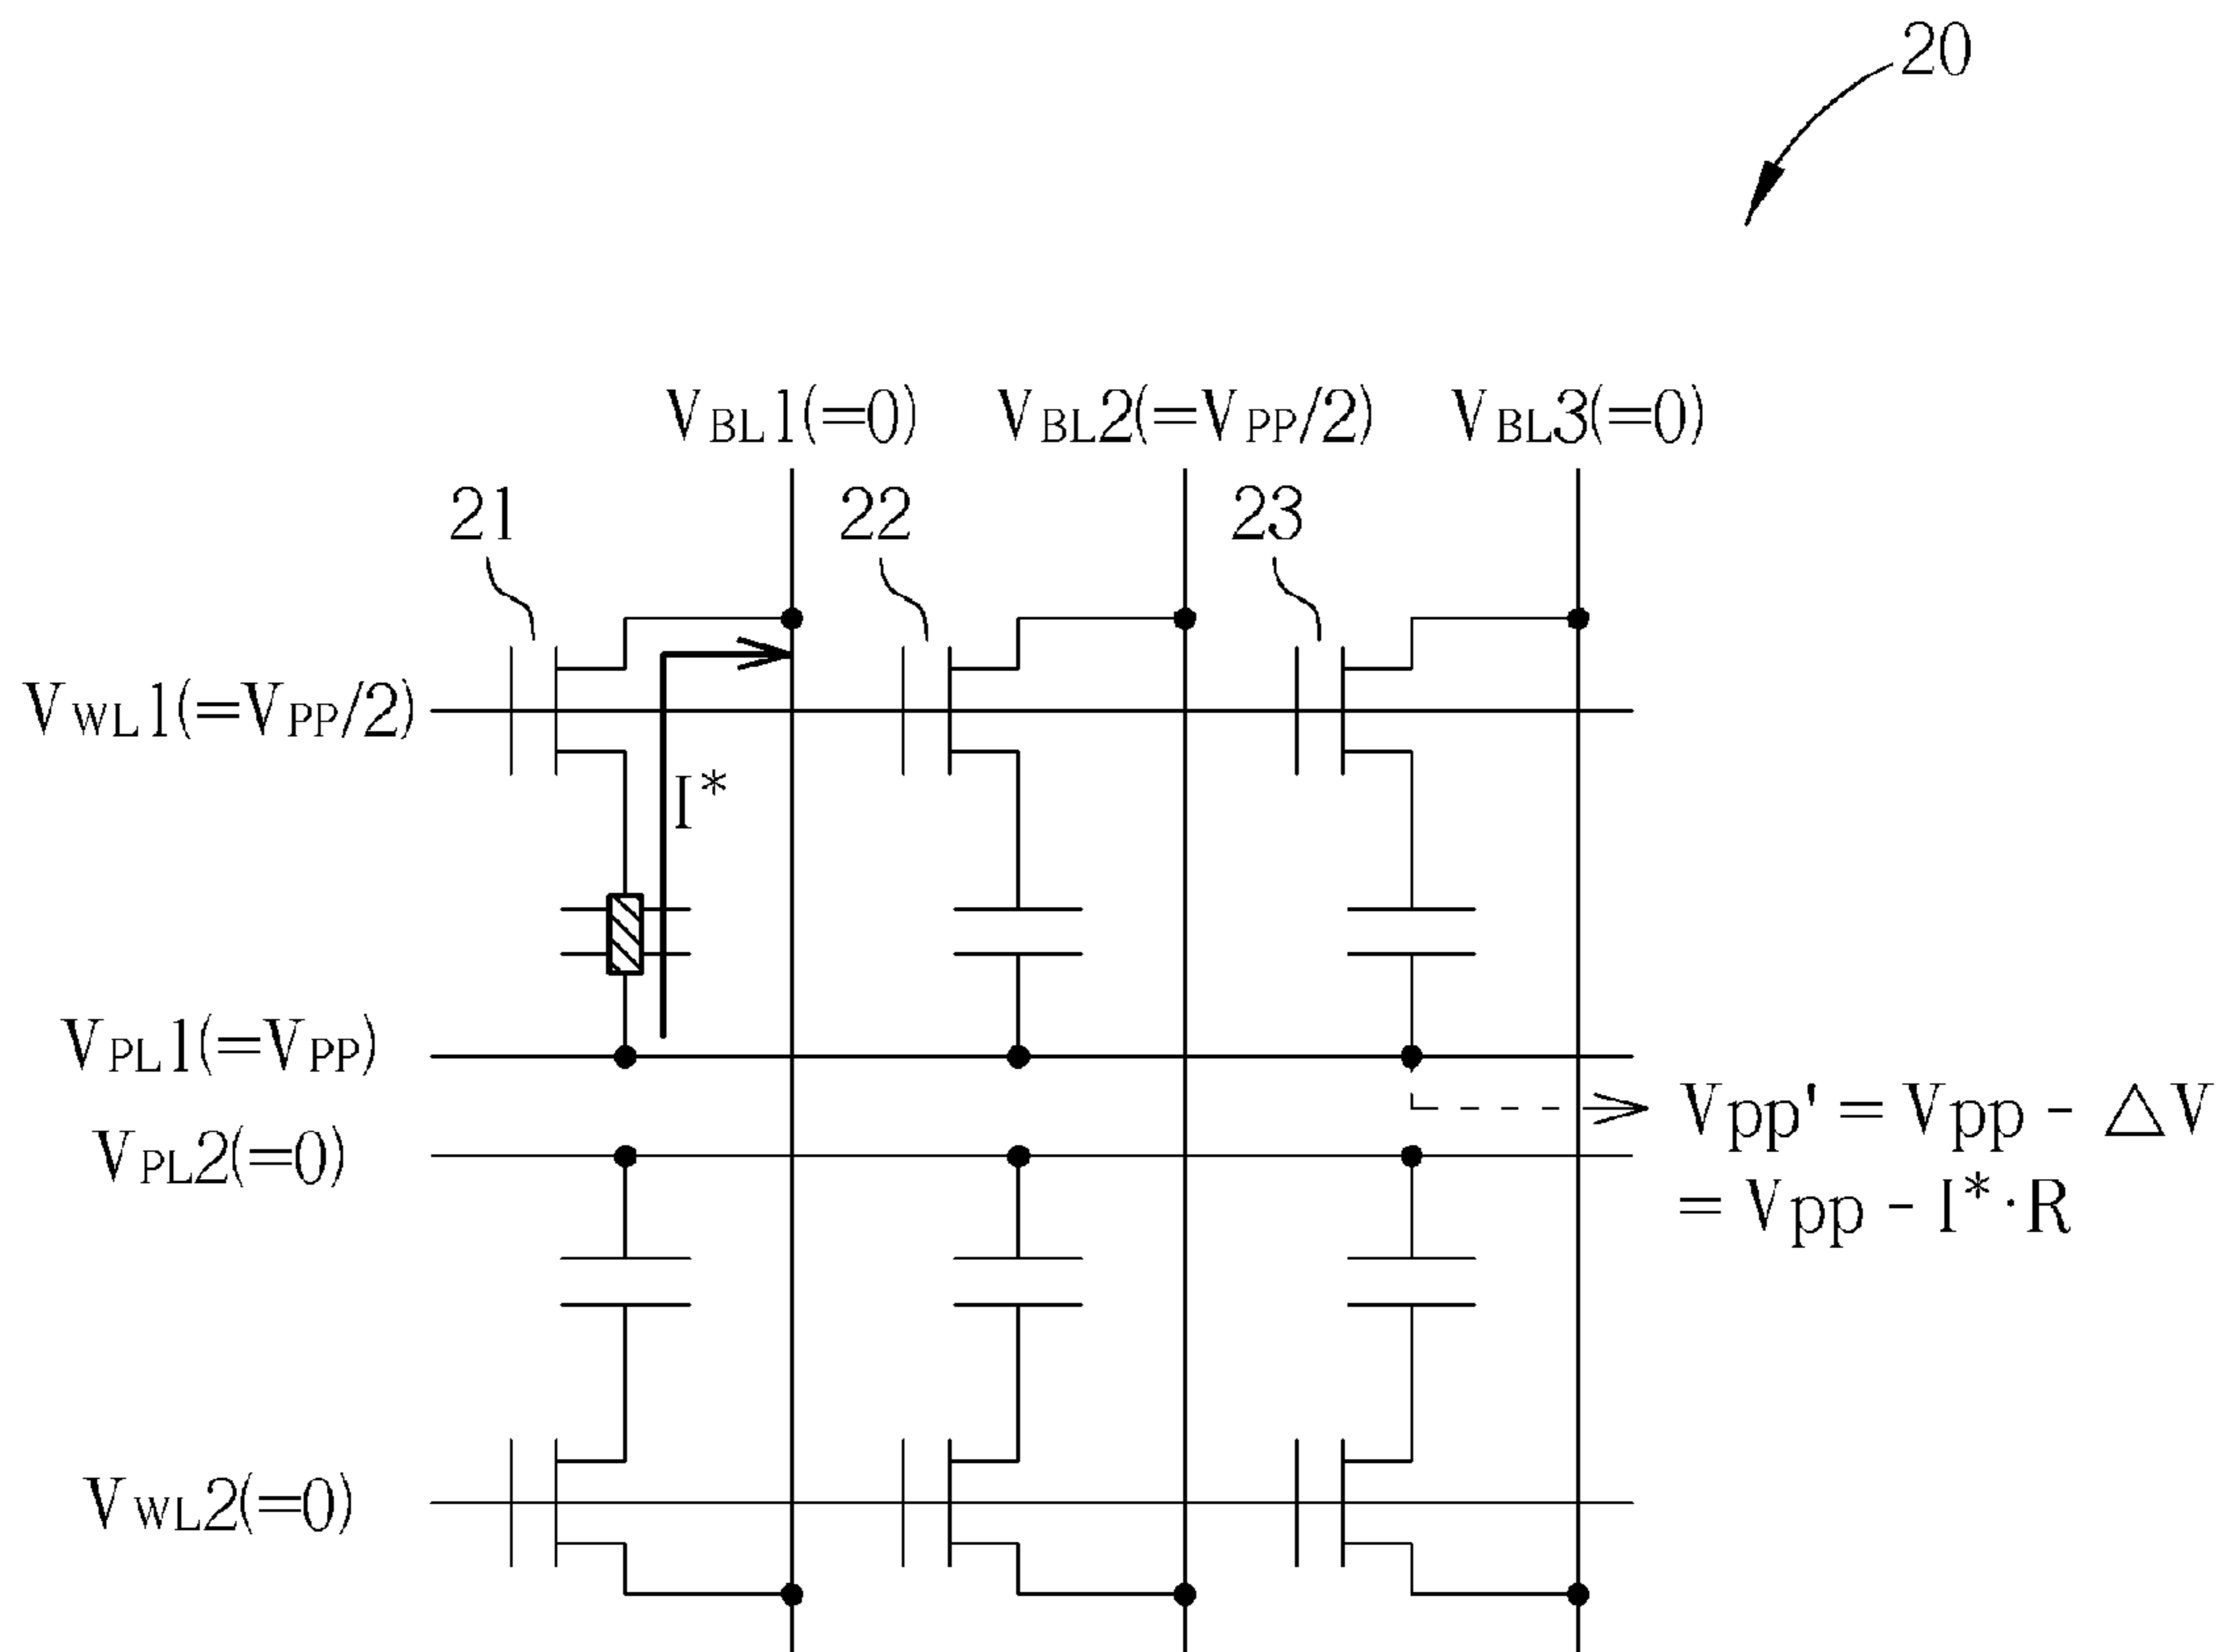 20
VBL1(=0) VBL2(=VPP/2) VBL3(=0)
21 22 23
VWL1(=VPP/2)
I*
VPL1(=VPP)
Vpp' = Vpp - △V
VPL2(=0)
= Vpp - I*·R
VWL2(=0)